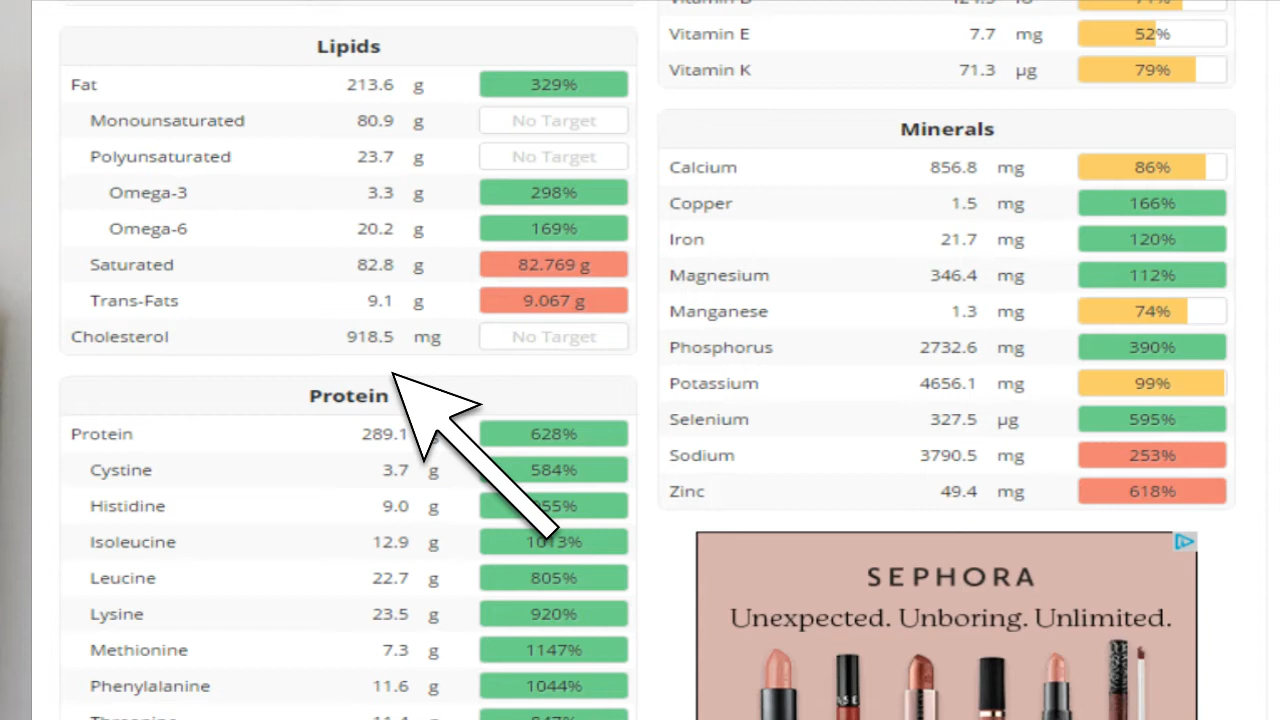 Lipids
Fat 213.6 g 329%
Monounsaturated 80.9 g No Target
Polyunsaturated 23.7 g No Target
Omega-3 3.3 g 298%
Omega-6 20.2 g 169%
Saturated 82.8 g 82.769 g
Trans-Fats 9.1 g 9.067 g
Cholesterol 918.5 mg No Target
Protein
Protein 289.1 628%
Cystine 3.7 g 584%
Histidine 9.0 g
Isoleucine 12.9 g 1013%
Leucine 22.7 g 805%
Lysine 23.5 g 920%
Methionine 7.3 g 1147%
Phenylalanine 11.6 g 1044%
Vitamin E 7.7 mg 52%
Vitamin K 71.3 µg 79%
Minerals
Calcium 856.8 mg 86%
Copper 1.5 mg 166%
Iron 21.7 mg 120%
Magnesium 346.4 mg 112%
Manganese 1.3 mg 74%
Phosphorus 2732.6 mg 390%
Potassium 4656.1 mg 99%
Selenium 327.5 µg 595%
Sodium 3790.5 mg 253%
Zinc 49.4 mg 618%
SEPHORA
Unexpected. Unboring. Unlimited.